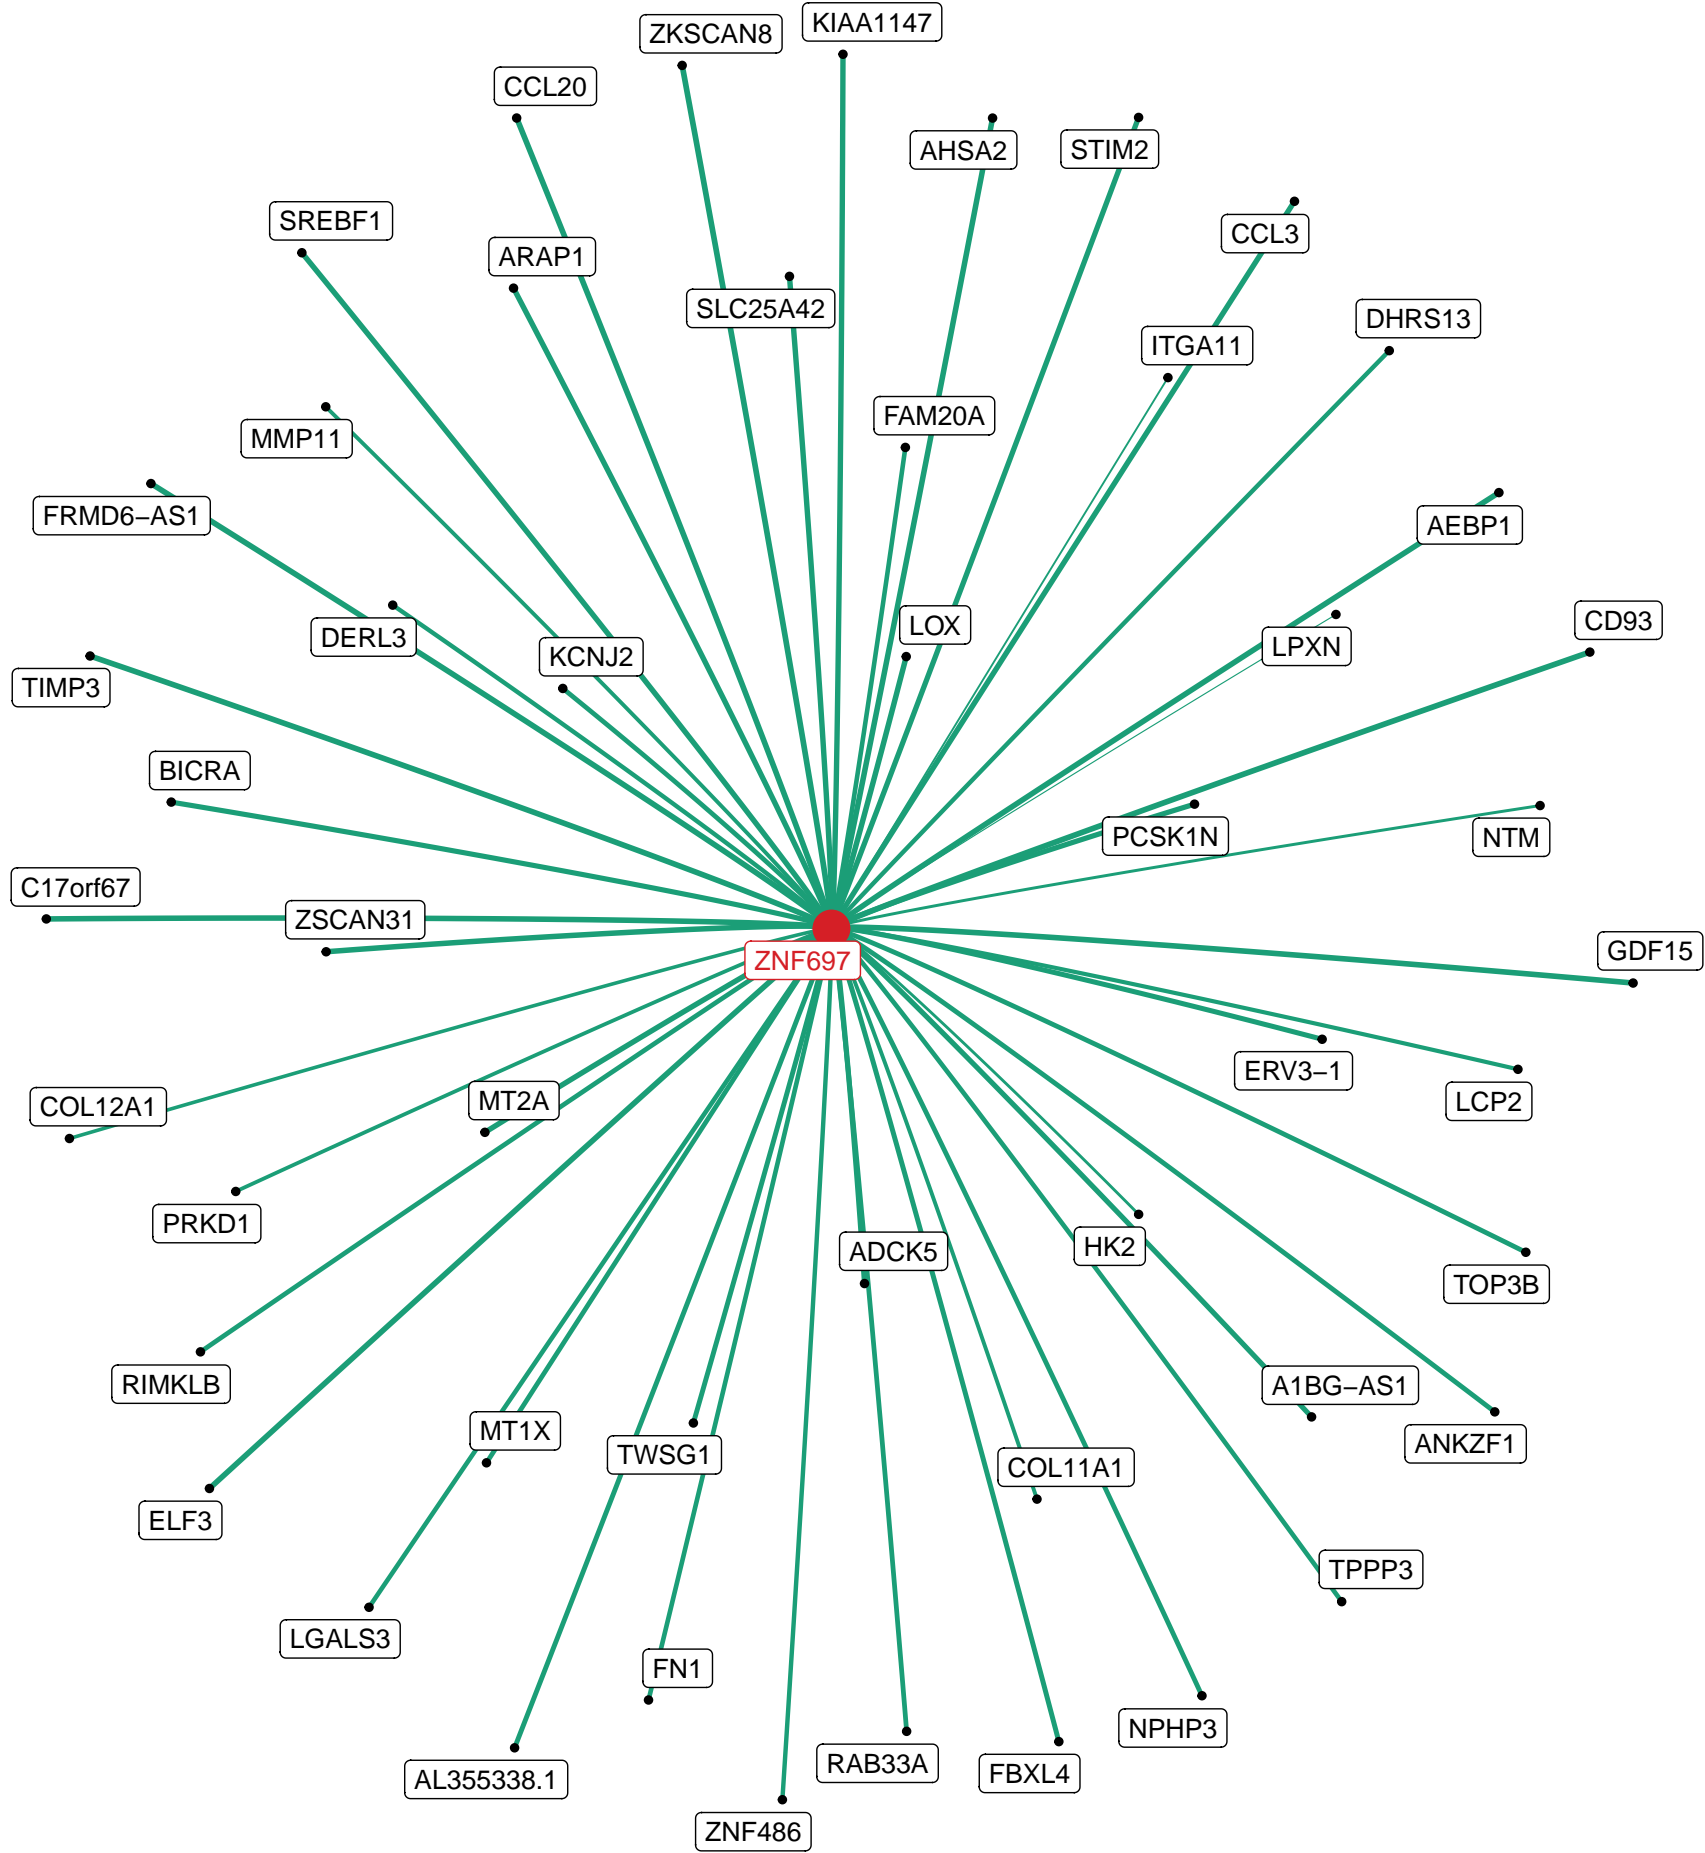 KIAA1147
ZKSCAN8
CCL20
AHSA2
STIM2
SREBF1
CCL3
ARAP1
SLC25A42
DHRS13
ITGA11
FAM20A
MMP11
FRMD6−AS1
AEBP1
LOX
CD93
DERL3
LPXN
KCNJ2
TIMP3
BICRA
PCSK1N
NTM
C17orf67
ZSCAN31
GDF15
ZNF697
ERV3−1
MT2A
LCP2
COL12A1
PRKD1
HK2
ADCK5
TOP3B
RIMKLB
A1BG−AS1
MT1X
ANKZF1
TWSG1
COL11A1
ELF3
TPPP3
LGALS3
FN1
NPHP3
RAB33A
FBXL4
AL355338.1
ZNF486